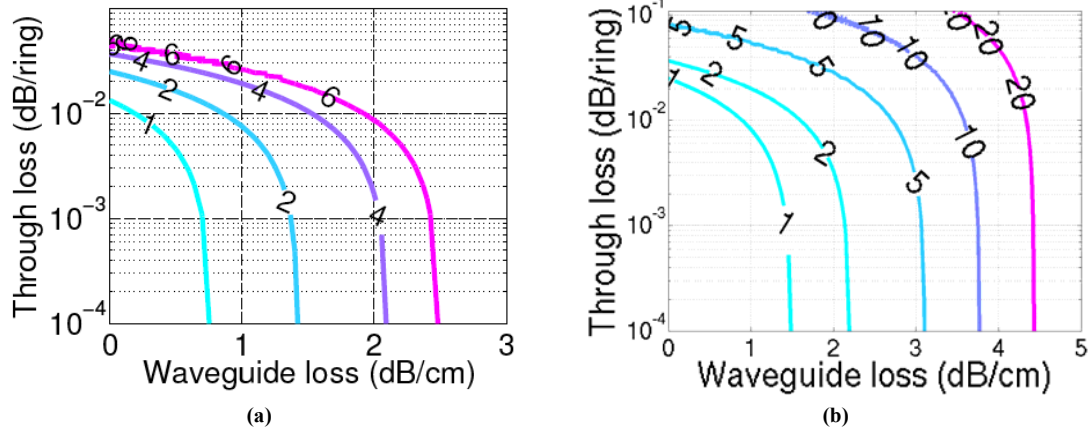 Through loss (dB/ring)
10^-2
10^-3
10^-4
6 6 6 6 6
4 4 4
2 2
1
0 1 2 3
Waveguide loss (dB/cm)
(a)
Through loss (dB/ring)
10^-1
10^-2
10^-3
10^-4
5 5 5 5
10 10 10
20 20 20
2 2
1 1
0 1 2 3 4 5
Waveguide loss (dB/cm)
(b)